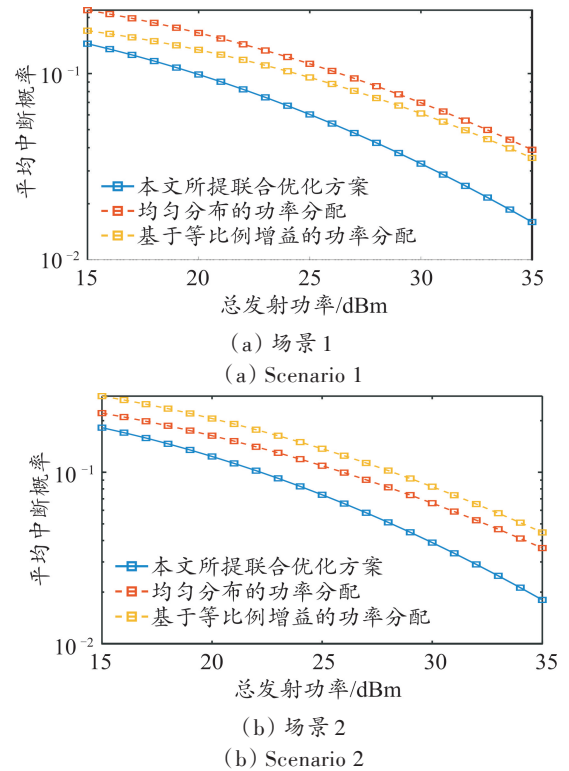 10⁻¹
平均中断概率
本文所提联合优化方案
均匀分布的功率分配
基于等比例增益的功率分配
10⁻²
15 20 25 30 35
总发射功率/dBm
(a) 场景1
(a) Scenario 1
10⁻¹
平均中断概率
本文所提联合优化方案
均匀分布的功率分配
基于等比例增益的功率分配
10⁻²
15 20 25 30 35
总发射功率/dBm
(b) 场景2
(b) Scenario 2